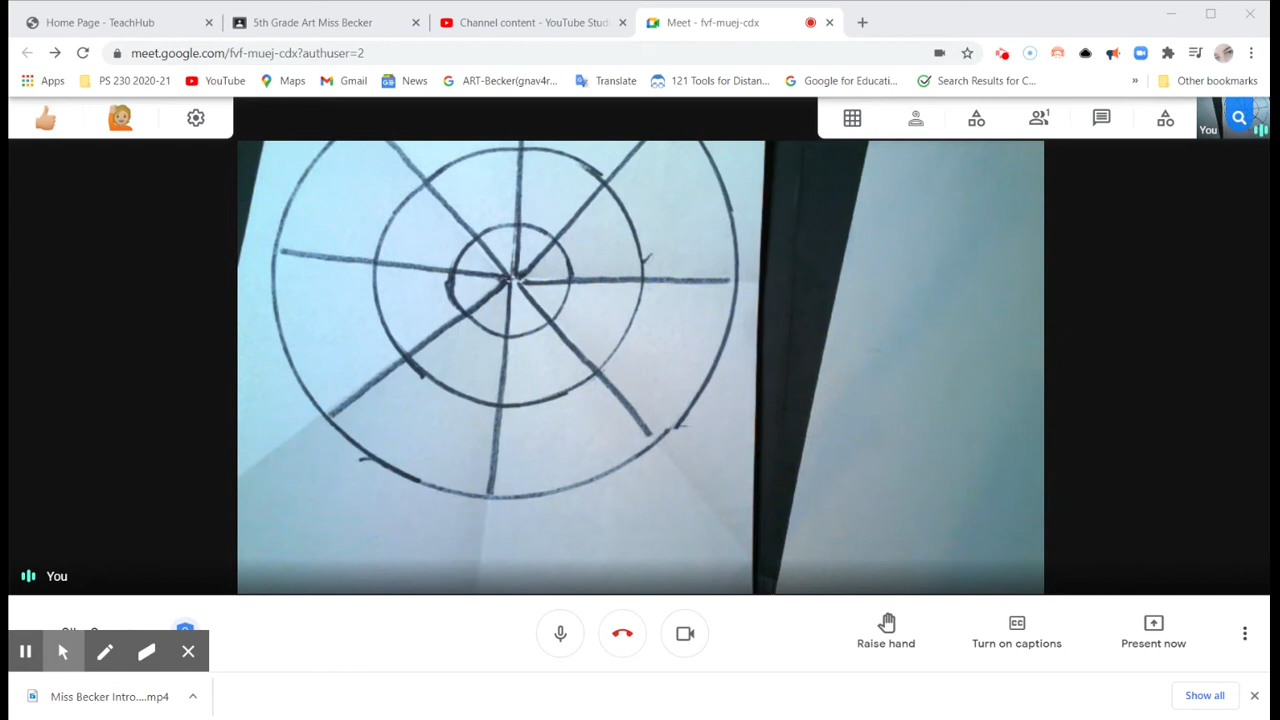 Home Page - TeachHub
5th Grade Art Miss Becker
Channel content - YouTube Stud
Meet - fvf-muej-cdx
meet.google.com/fvf-muej-cdx?authuser=2
Apps
PS 230 2020-21
YouTube
Maps
Gmail
News
ART-Becker(gnav4r...
Translate
121 Tools for Distan...
Google for Educati...
Search Results for C...
»
Other bookmarks
1
You
You
Raise hand
Turn on captions
Present now
Miss Becker Intro....mp4
Show all